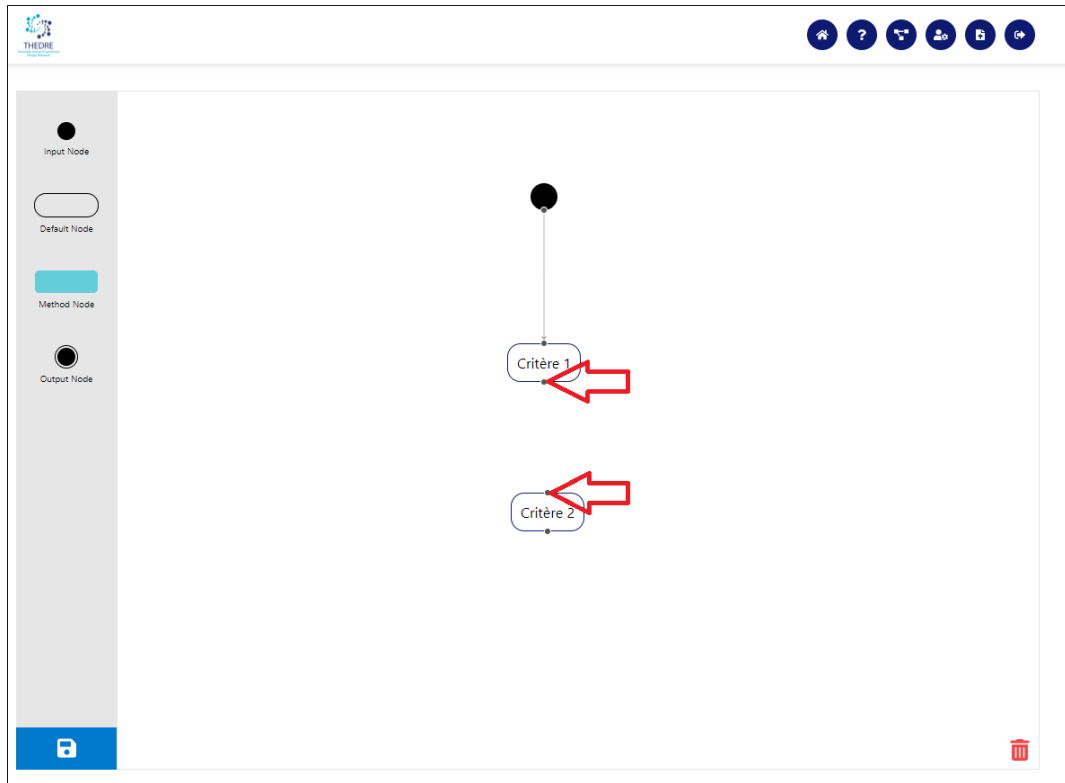 THEDRE
Input Node
Default Node
Method Node
Output Node
Critère 1
Critère 2